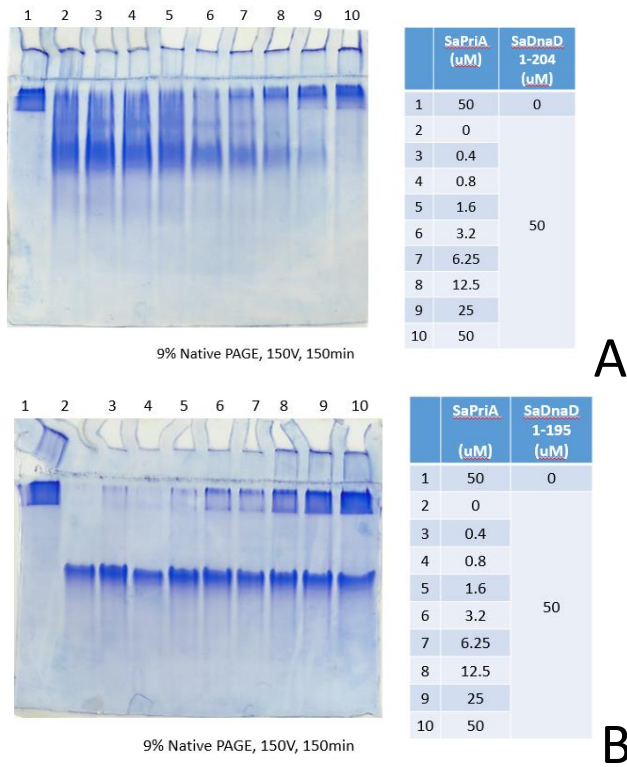 1 2 3 4 5 6 7 8 9 10
SaPriA (uM) SaDnaD 1-204 (uM)
1 50 0
2 0
3 0.4
4 0.8
5 1.6
50
6 3.2
7 6.25
8 12.5
9 25
10 50
9% Native PAGE, 150V, 150min
A
1 2 3 4 5 6 7 8 9 10
SaPriA (uM) SaDnaD 1-195 (uM)
1 50 0
2 0
3 0.4
4 0.8
5 1.6
50
6 3.2
7 6.25
8 12.5
9 25
10 50
9% Native PAGE, 150V, 150min
B